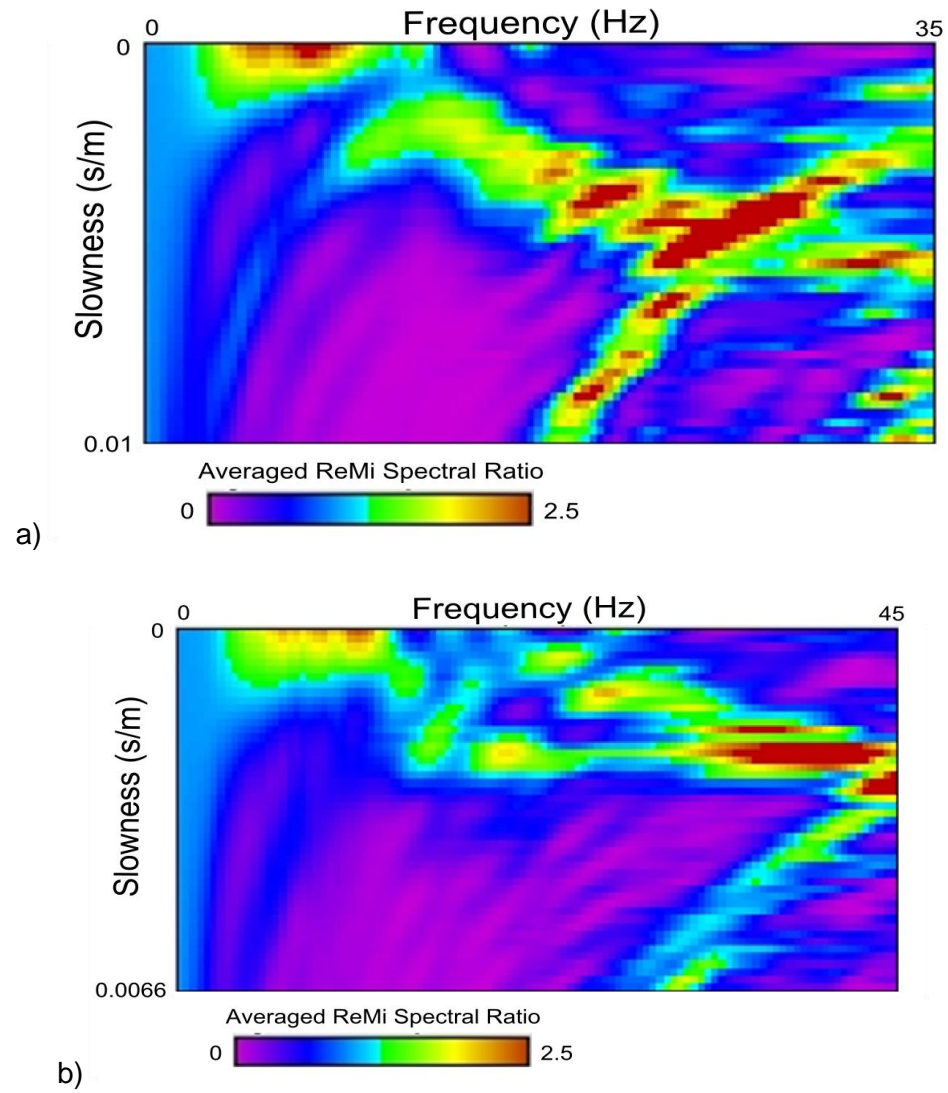 a)
Frequency (Hz)
0
35
0
Slowness (s/m)
0.01
Averaged ReMi Spectral Ratio
0
2.5
b)
Frequency (Hz)
0
45
0
Slowness (s/m)
0.0066
Averaged ReMi Spectral Ratio
0
2.5